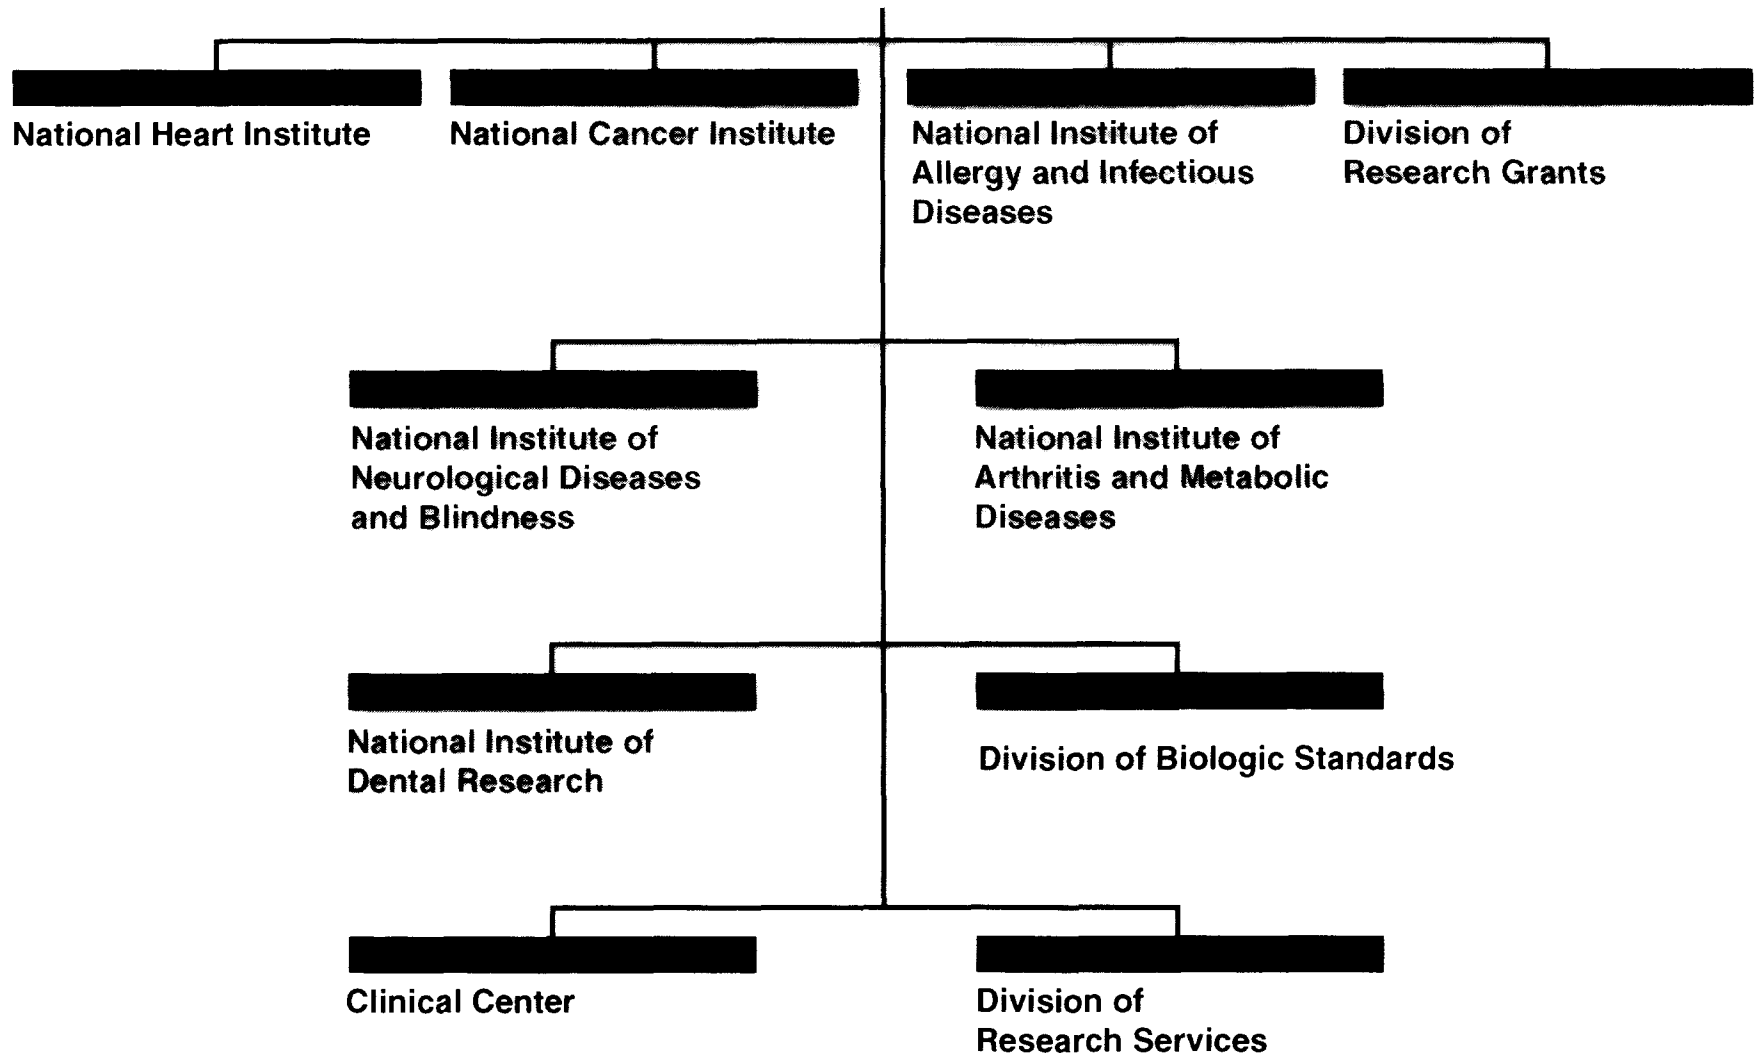 National Heart Institute
National Cancer Institute
National Institute of
Allergy and Infectious
Diseases
Division of
Research Grants
National Institute of
Neurological Diseases
and Blindness
National Institute of
Arthritis and Metabolic
Diseases
National Institute of
Dental Research
Division of Biologic Standards
Clinical Center
Division of
Research Services